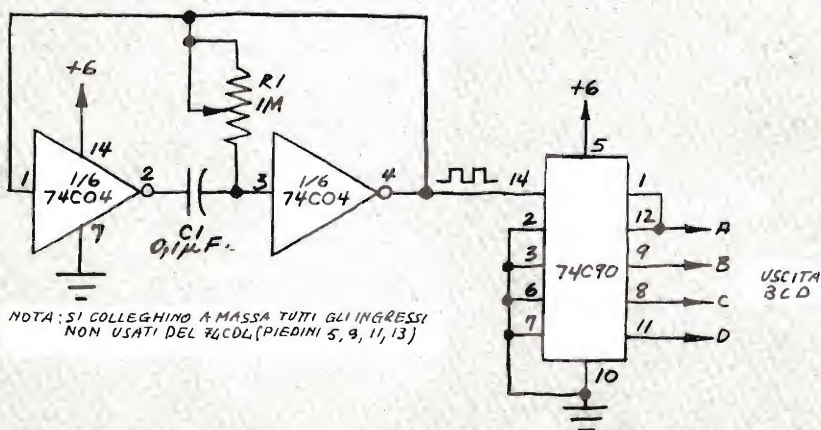 +6
R1
1M
14
1
1/6
74C04
2
7
C1
0,1µF
3
1/6
74C04
4
+6
5
14
1
2
12
A
3
9
B
74C90
6
8
C
7
11
D
10
USCITA
BCD
NOTA: SI COLLEGHINO A MASSA TUTTI GLI INGRESSI
NON USATI DEL 74C04 (PIEDINI 5, 9, 11, 13)